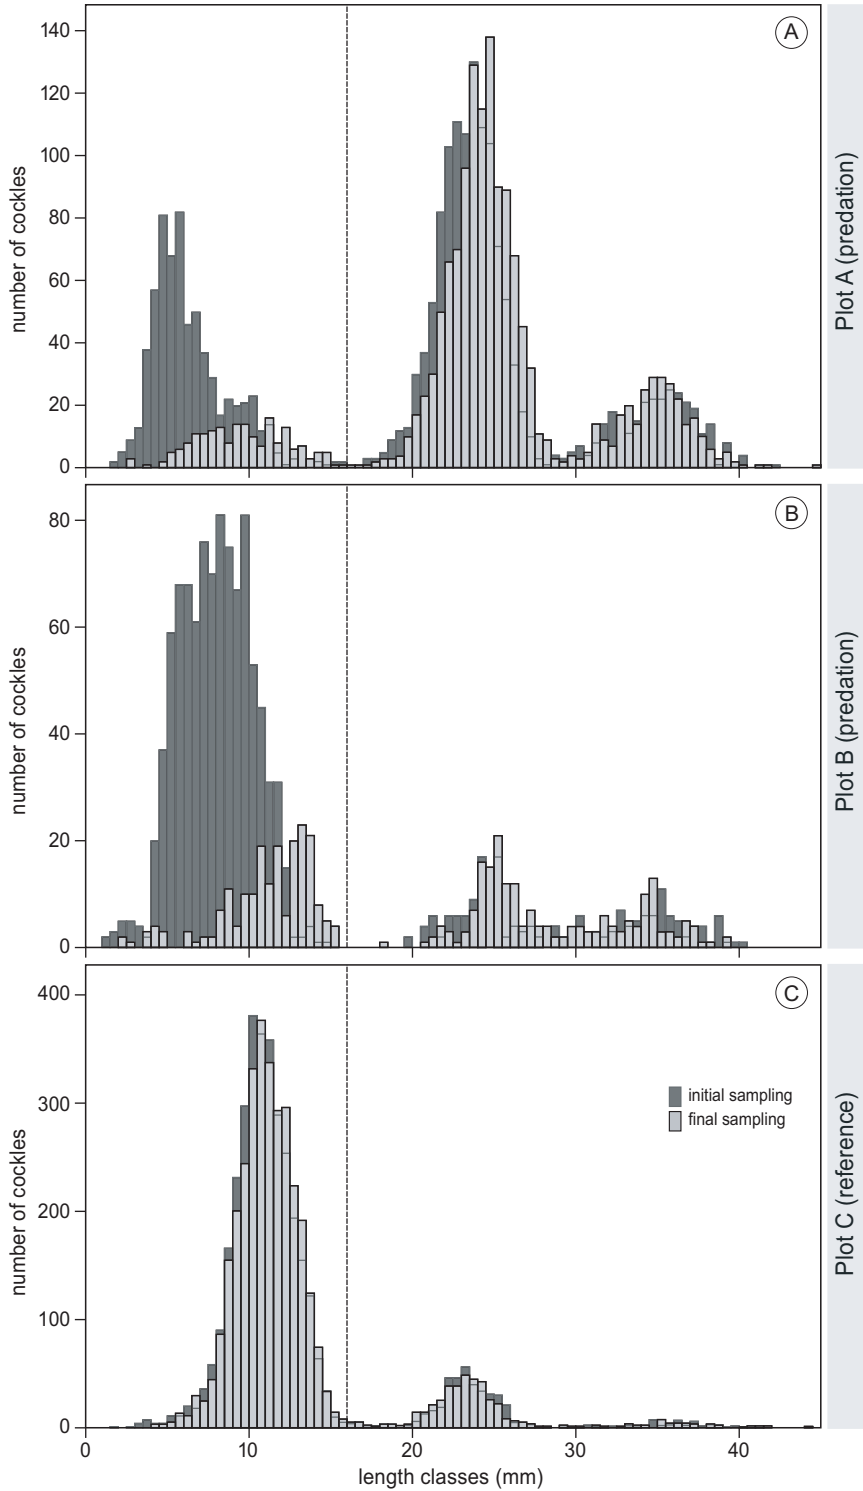 140
120
100
80
60
40
20
0
number of cockles
A
Plot A (predation)
80
60
40
20
0
number of cockles
B
Plot B (predation)
400
300
200
100
0
number of cockles
C
initial sampling
final sampling
Plot C (reference)
0 10 20 30 40
length classes (mm)